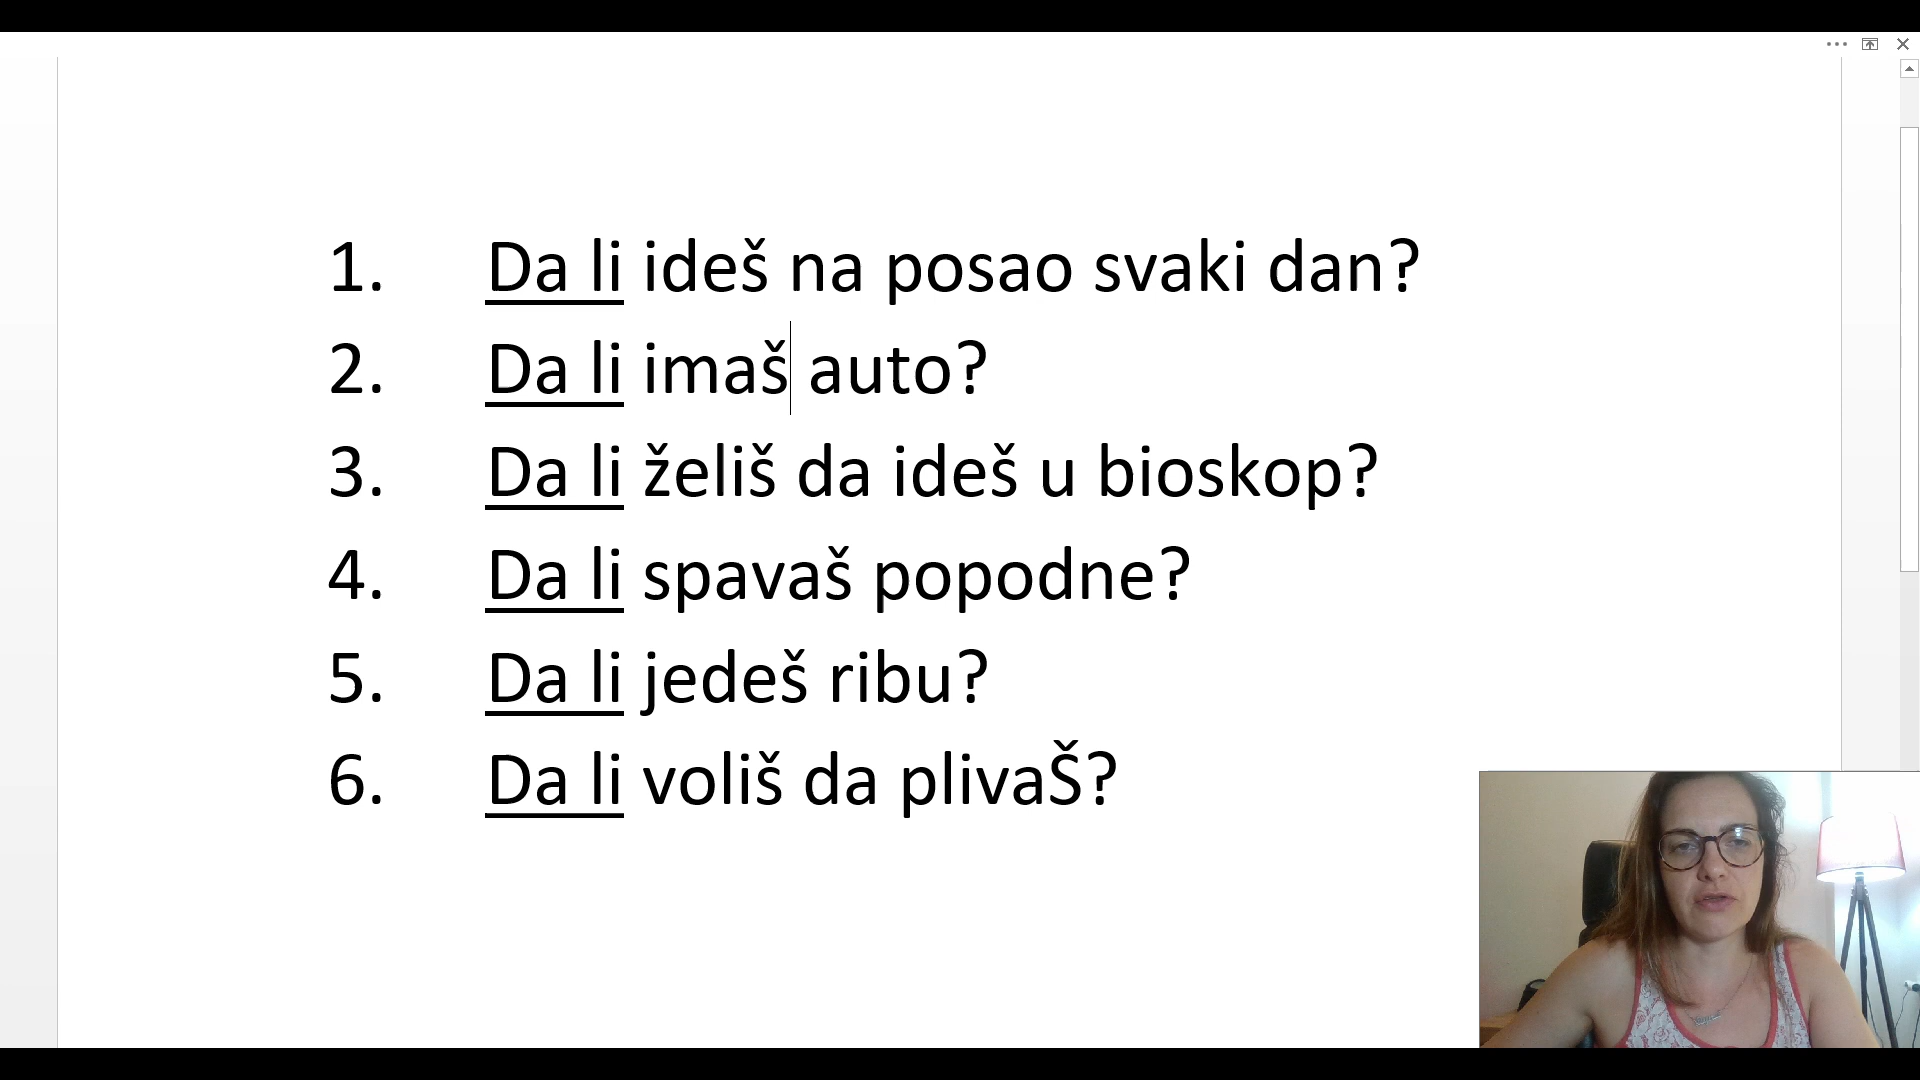 1. Da li ideš na posao svaki dan?
2. Da li imaš auto?
3. Da li želiš da ideš u bioskop?
4. Da li spavaš popodne?
5. Da li jedeš ribu?
6. Da li voliš da plivaŠ?